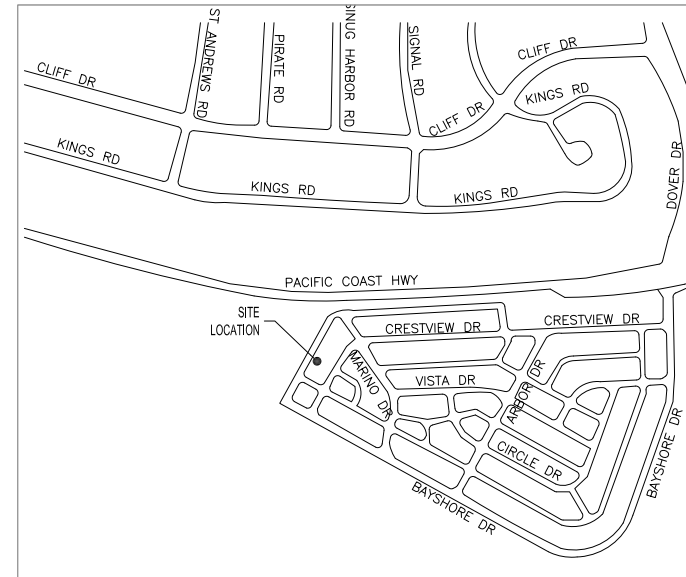 ST ANDREWS RD
PIRATE RD
SNUG HARBOR RD
SIGNAL RD
CLIFF DR
CLIFF DR
CLIFF DR
KINGS RD
KINGS RD
KINGS RD
KINGS RD
DOVER DR
PACIFIC COAST HWY
SITE
LOCATION
CRESTVIEW DR
CRESTVIEW DR
MARINO DR
VISTA DR
ARBOR DR
CIRCLE DR
BAYSHORE DR
BAYSHORE DR